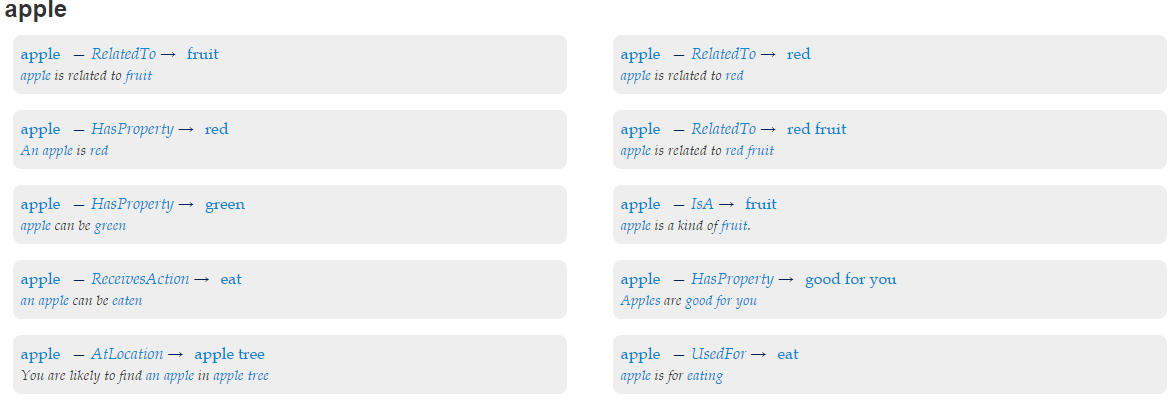 apple
apple – RelatedTo → fruit
apple is related to fruit
apple – RelatedTo → red
apple is related to red
apple – HasProperty → red
An apple is red
apple – RelatedTo → red fruit
apple is related to red fruit
apple – HasProperty → green
apple can be green
apple – IsA → fruit
apple is a kind of fruit.
apple – ReceivesAction → eat
an apple can be eaten
apple – HasProperty → good for you
Apples are good for you
apple – AtLocation → apple tree
You are likely to find an apple in apple tree
apple – UsedFor → eat
apple is for eating